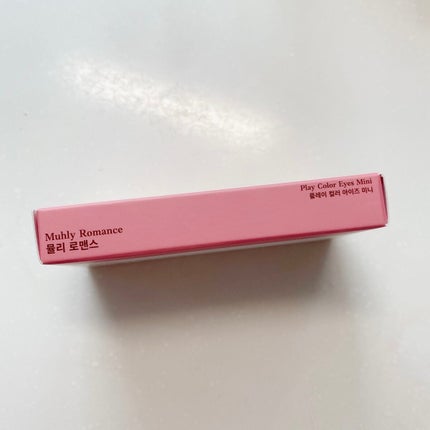 Muhly Romance
뮬리 로맨스
Play Color Eyes Mini
플레이 컬러 아이즈 미니